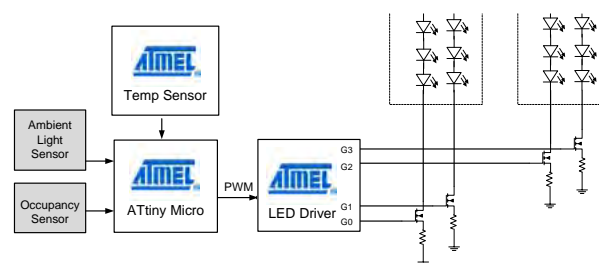 ATMEL
Temp Sensor
Ambient
Light
Sensor
ATMEL
ATtiny Micro
Occupancy
Sensor
PWM
ATMEL
LED Driver
G3
G2
G1
G0